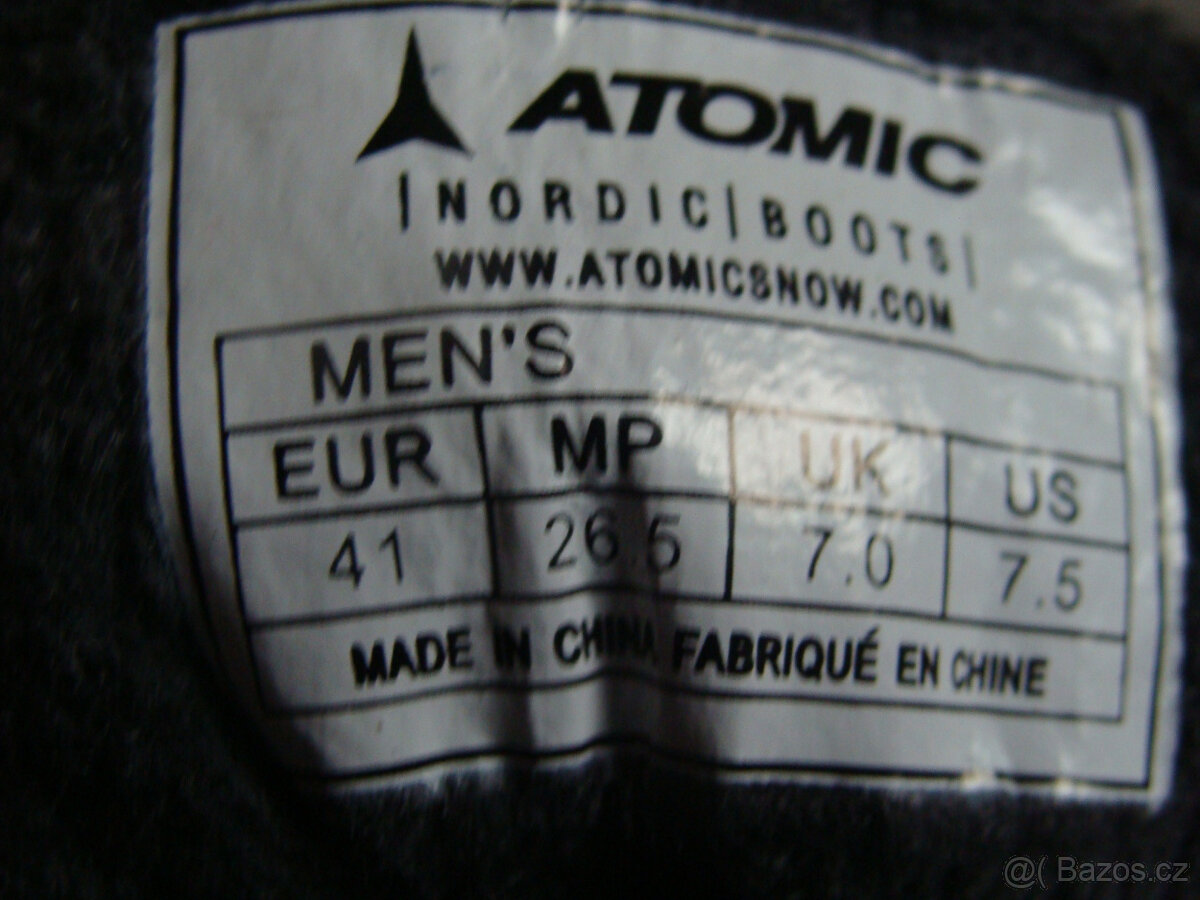 ATOMIC
|NORDIC|BOOTS|
WWW.ATOMICSNOW.COM
MEN'S
EUR MP UK US
41 26.5 7.0 7.5
MADE IN CHINA FABRIQUÉ EN CHINE
@( Bazos.cz